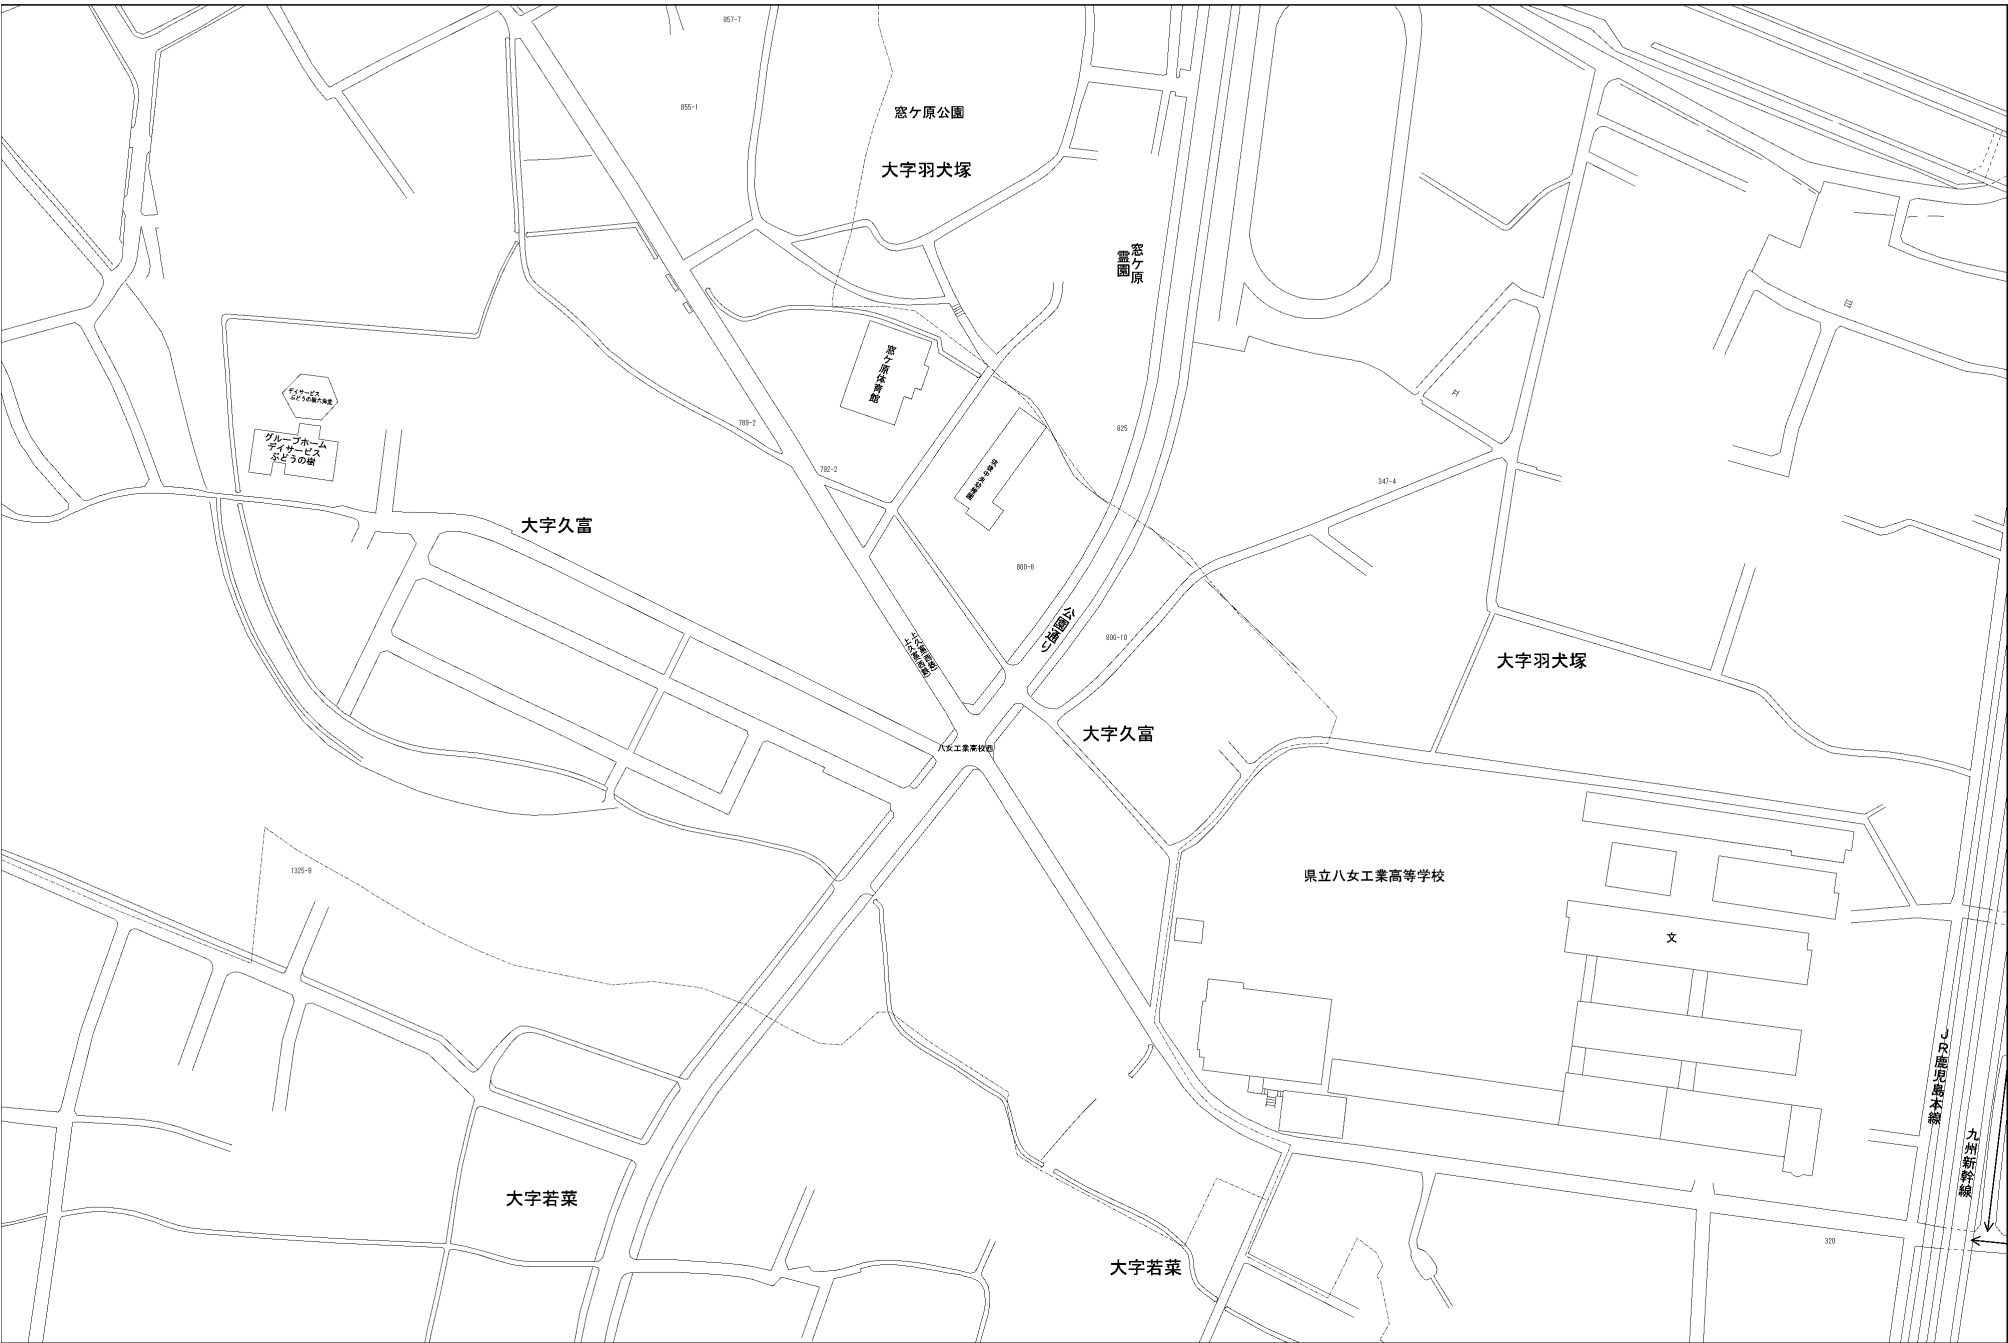 857-7
855-1
窓ケ原公園
大字羽犬塚
窓ケ原
霊園
窓ケ原体育館
デイサービス
グループホーム
デイサービス
ぶどうの樹
789-2
792-2
825
347-4
大字久富
800-6
公園通り
800-10
大字羽犬塚
大字久富
八女工業高校西
1325-8
県立八女工業高等学校
文
JR鹿児島本線
九州新幹線
大字若菜
大字若菜
320